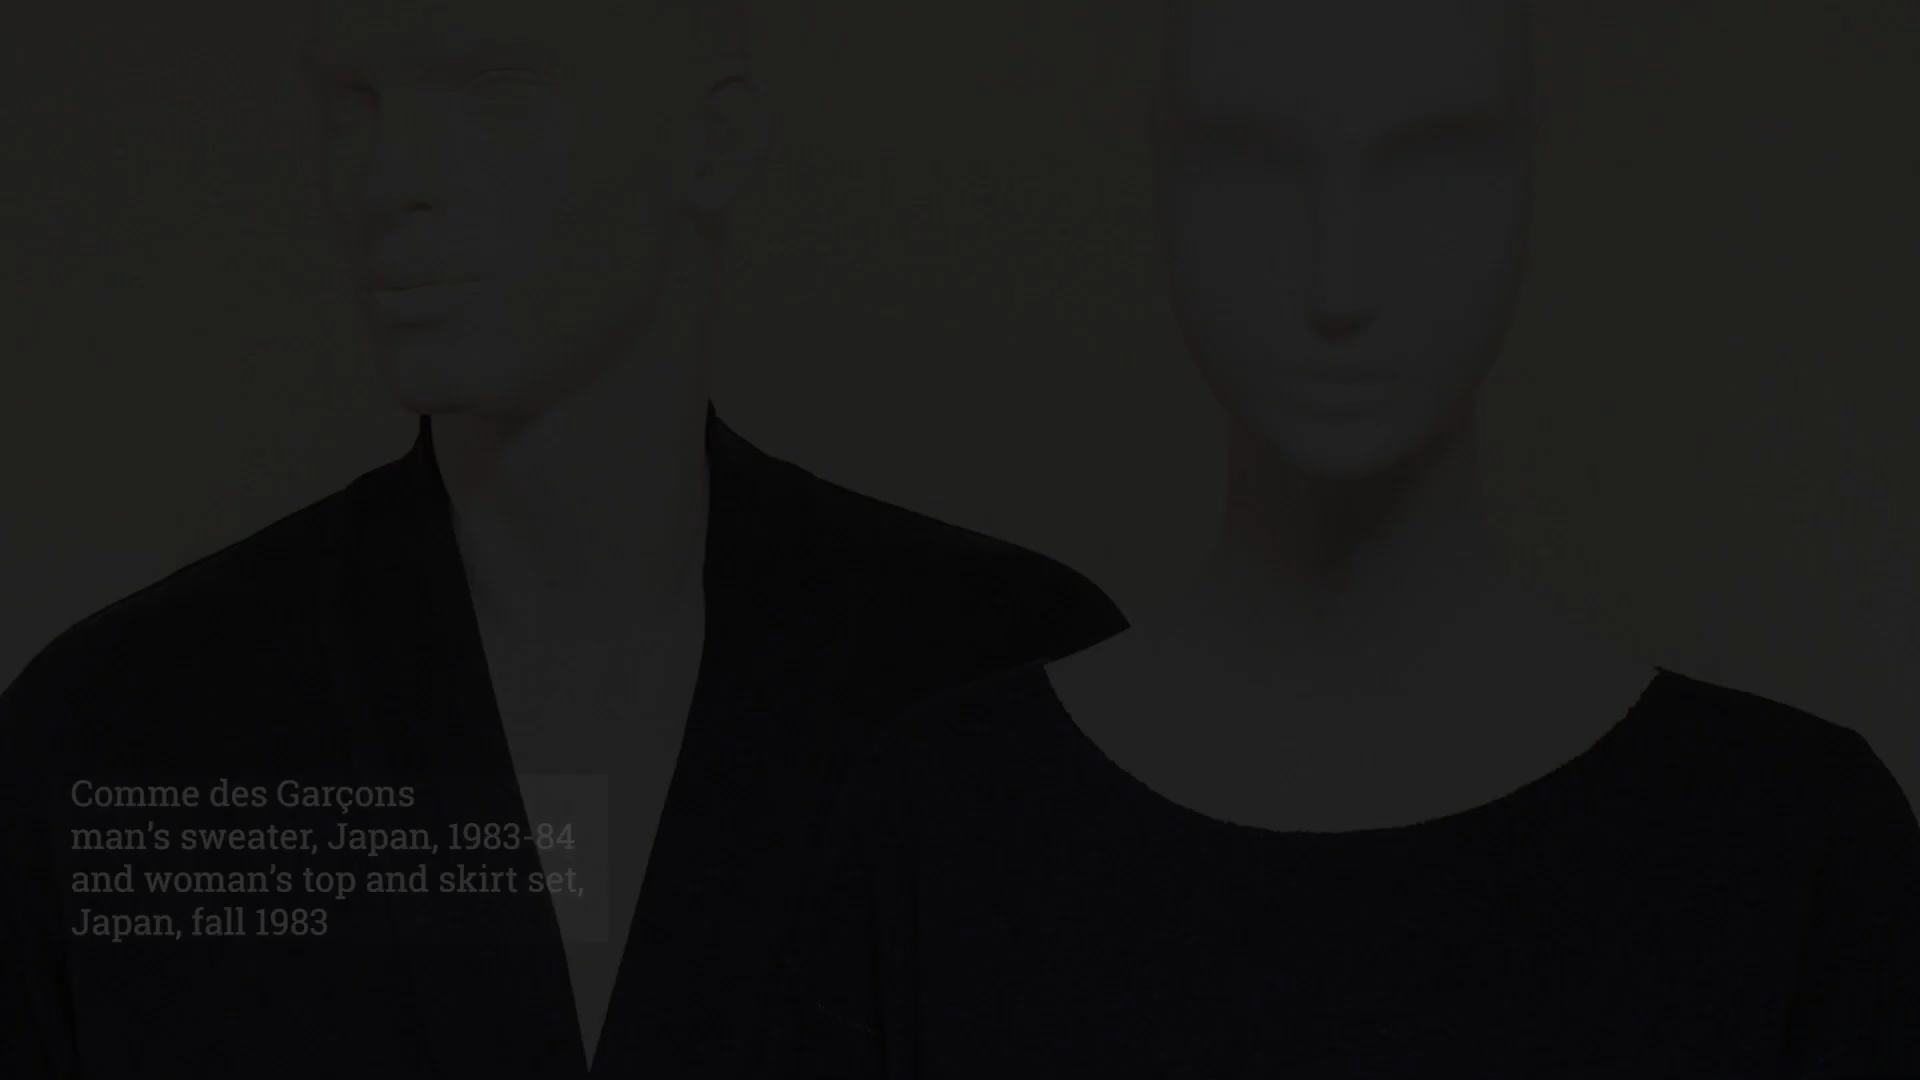 Comme des Garçons
man’s sweater, Japan, 1983-84
and woman’s top and skirt set,
Japan, fall 1983